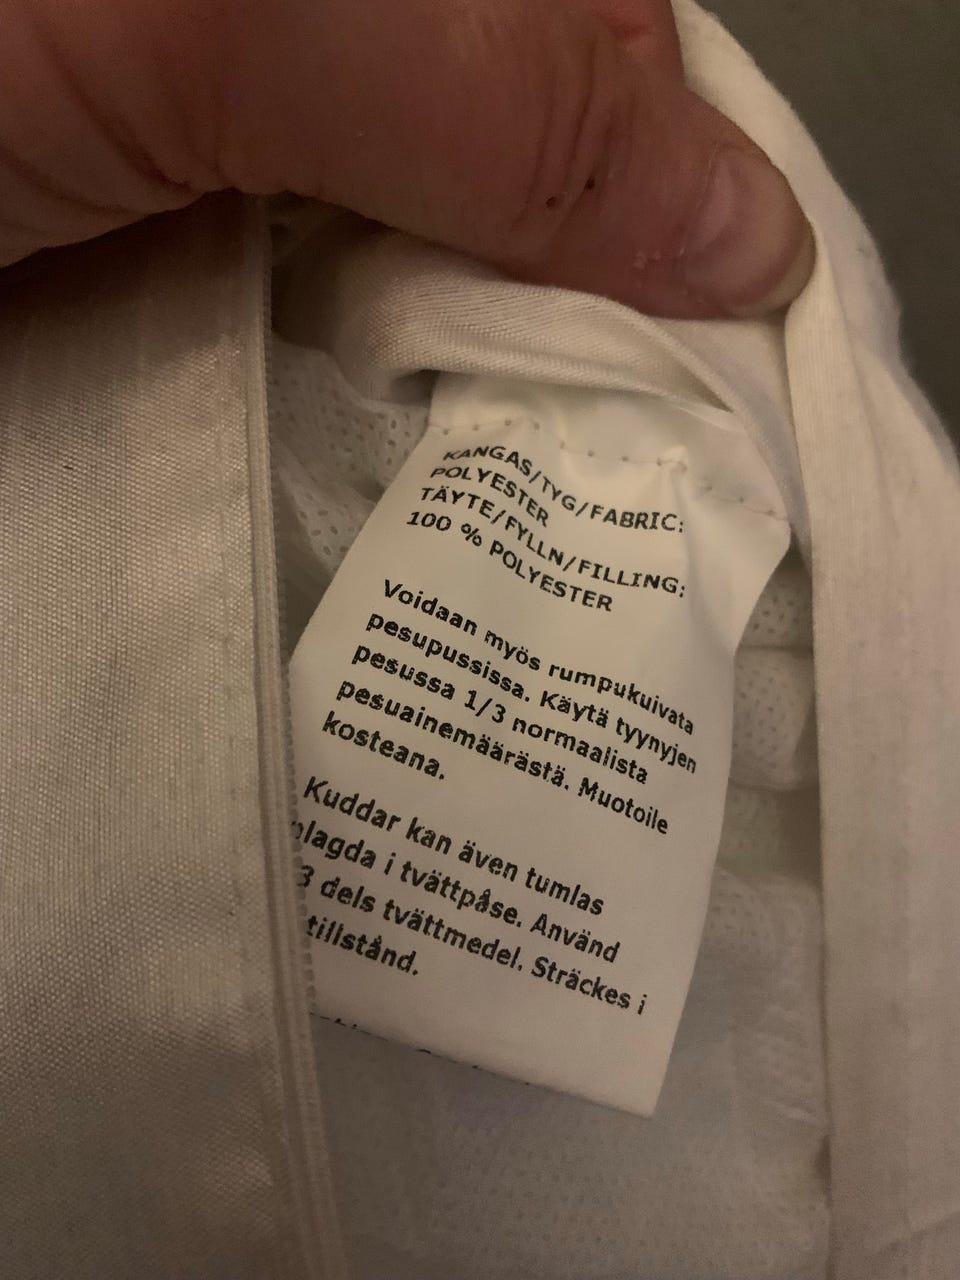 KANGAS/TYG/FABRIC:
POLYESTER
TÄYTE/FYLLN/FILLING:
100 % POLYESTER
Voidaan myös rumpukuivata
pesupussissa. Käytä tyynyjen
pesussa 1/3 normaalista
pesuainemäärästä. Muotoile
kosteana.
Kuddar kan även tumlas
i tvättpåse. Använd
3 dels tvättmedel. Sträckes i
tillstånd.